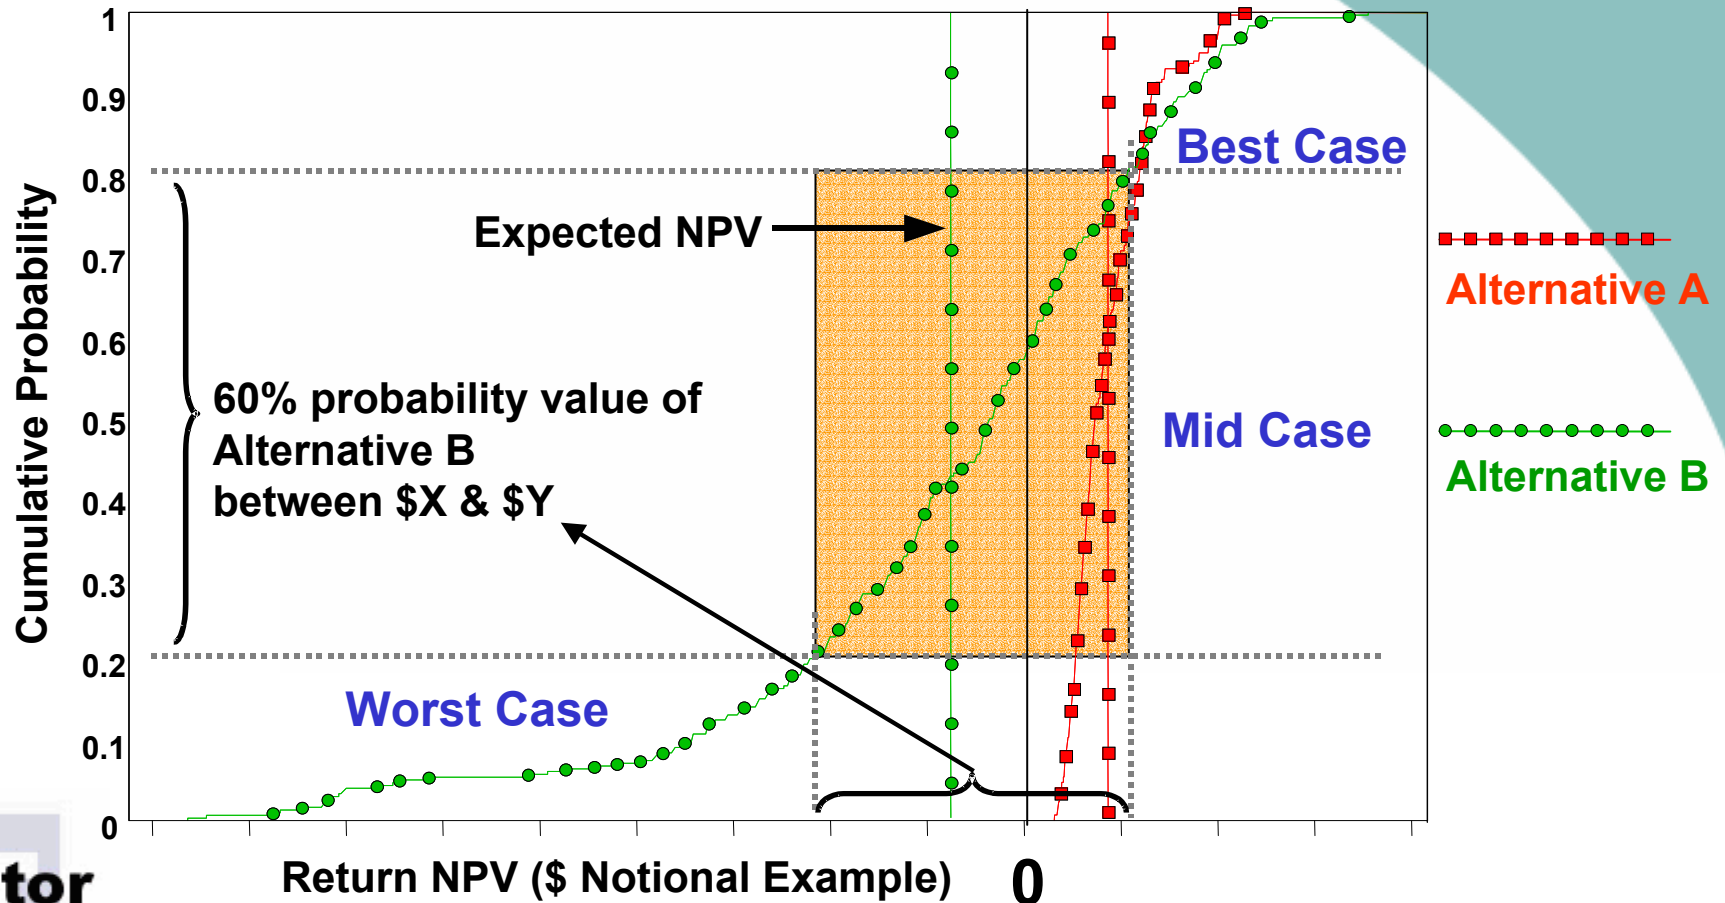 1
0.9
0.8
0.7
0.6
0.5
0.4
0.3
0.2
0.1
0
Cumulative Probability
Best Case
Expected NPV
Alternative A
60% probability value of
Alternative B
between $X & $Y
Mid Case
Alternative B
Worst Case
Return NPV ($ Notional Example)
0
tor